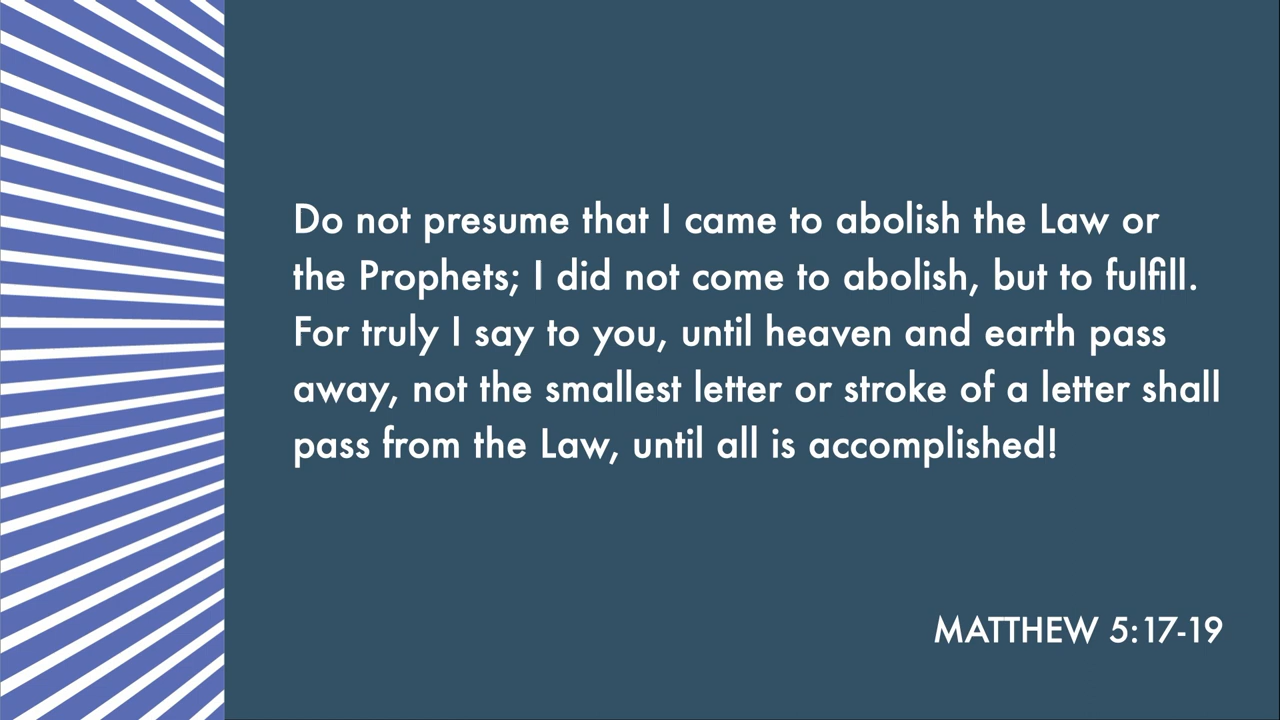 Do not presume that I came to abolish the Law or
the Prophets; I did not come to abolish, but to fulfill.
For truly I say to you, until heaven and earth pass
away, not the smallest letter or stroke of a letter shall
pass from the Law, until all is accomplished!
MATTHEW 5:17-19